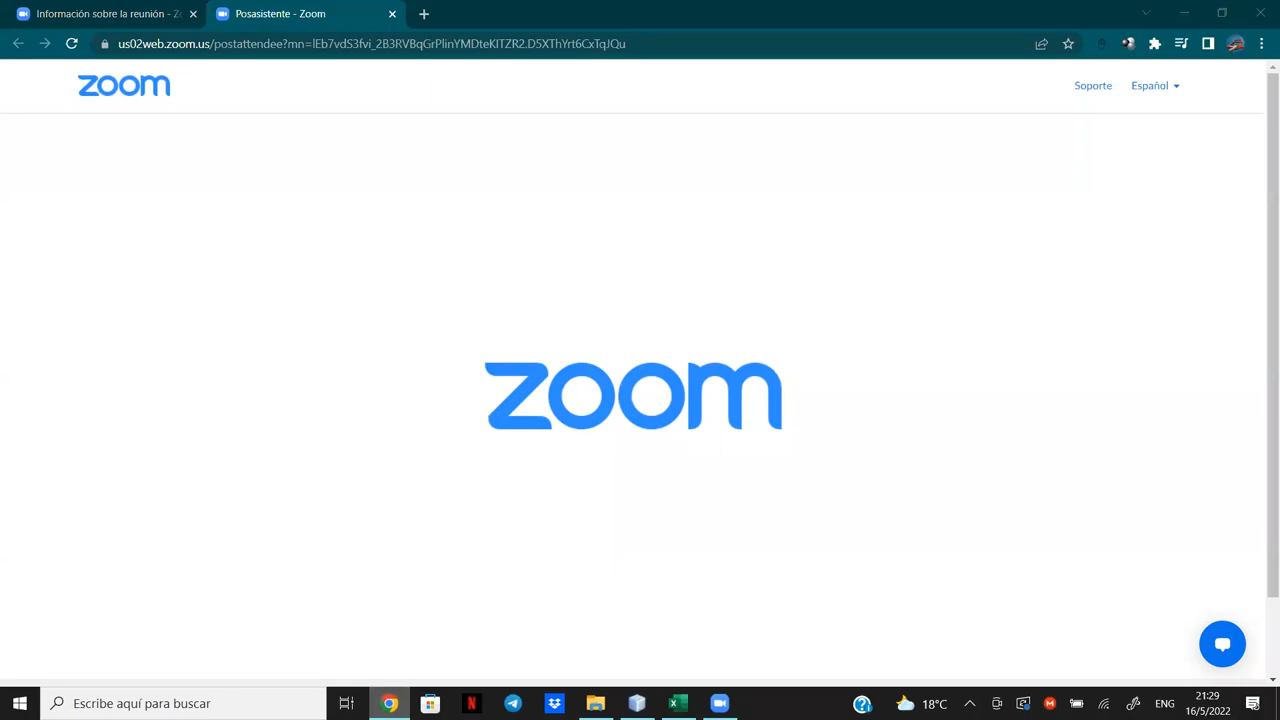 Información sobre la reunión - Zo
Posasistente - Zoom
us02web.zoom.us/postattendee?mn=lEb7vdS3fvi_2B3RVBqGrPlinYMDteKITZR2.D5XThYrt6CxTqJQu
zoom
Soporte
Español
zoom
Escribe aquí para buscar
N
18°C
M
ENG
21:29
16/5/2022